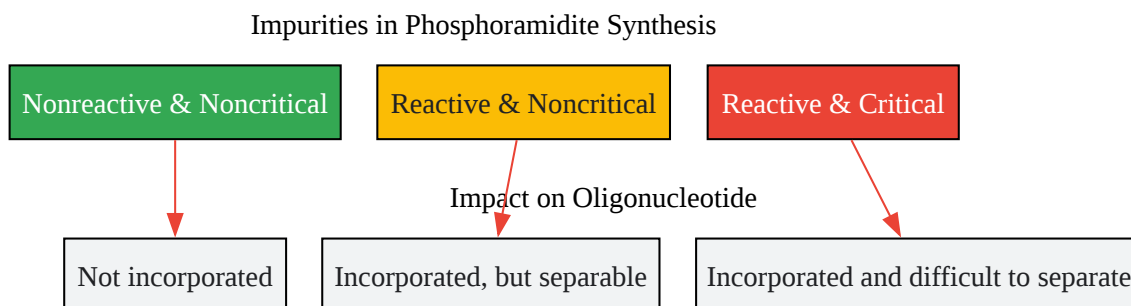 Impurities in Phosphoramidite Synthesis
Nonreactive & Noncritical
Reactive & Noncritical
Reactive & Critical
Impact on Oligonucleotide
Not incorporated
Incorporated, but separable
Incorporated and difficult to separate